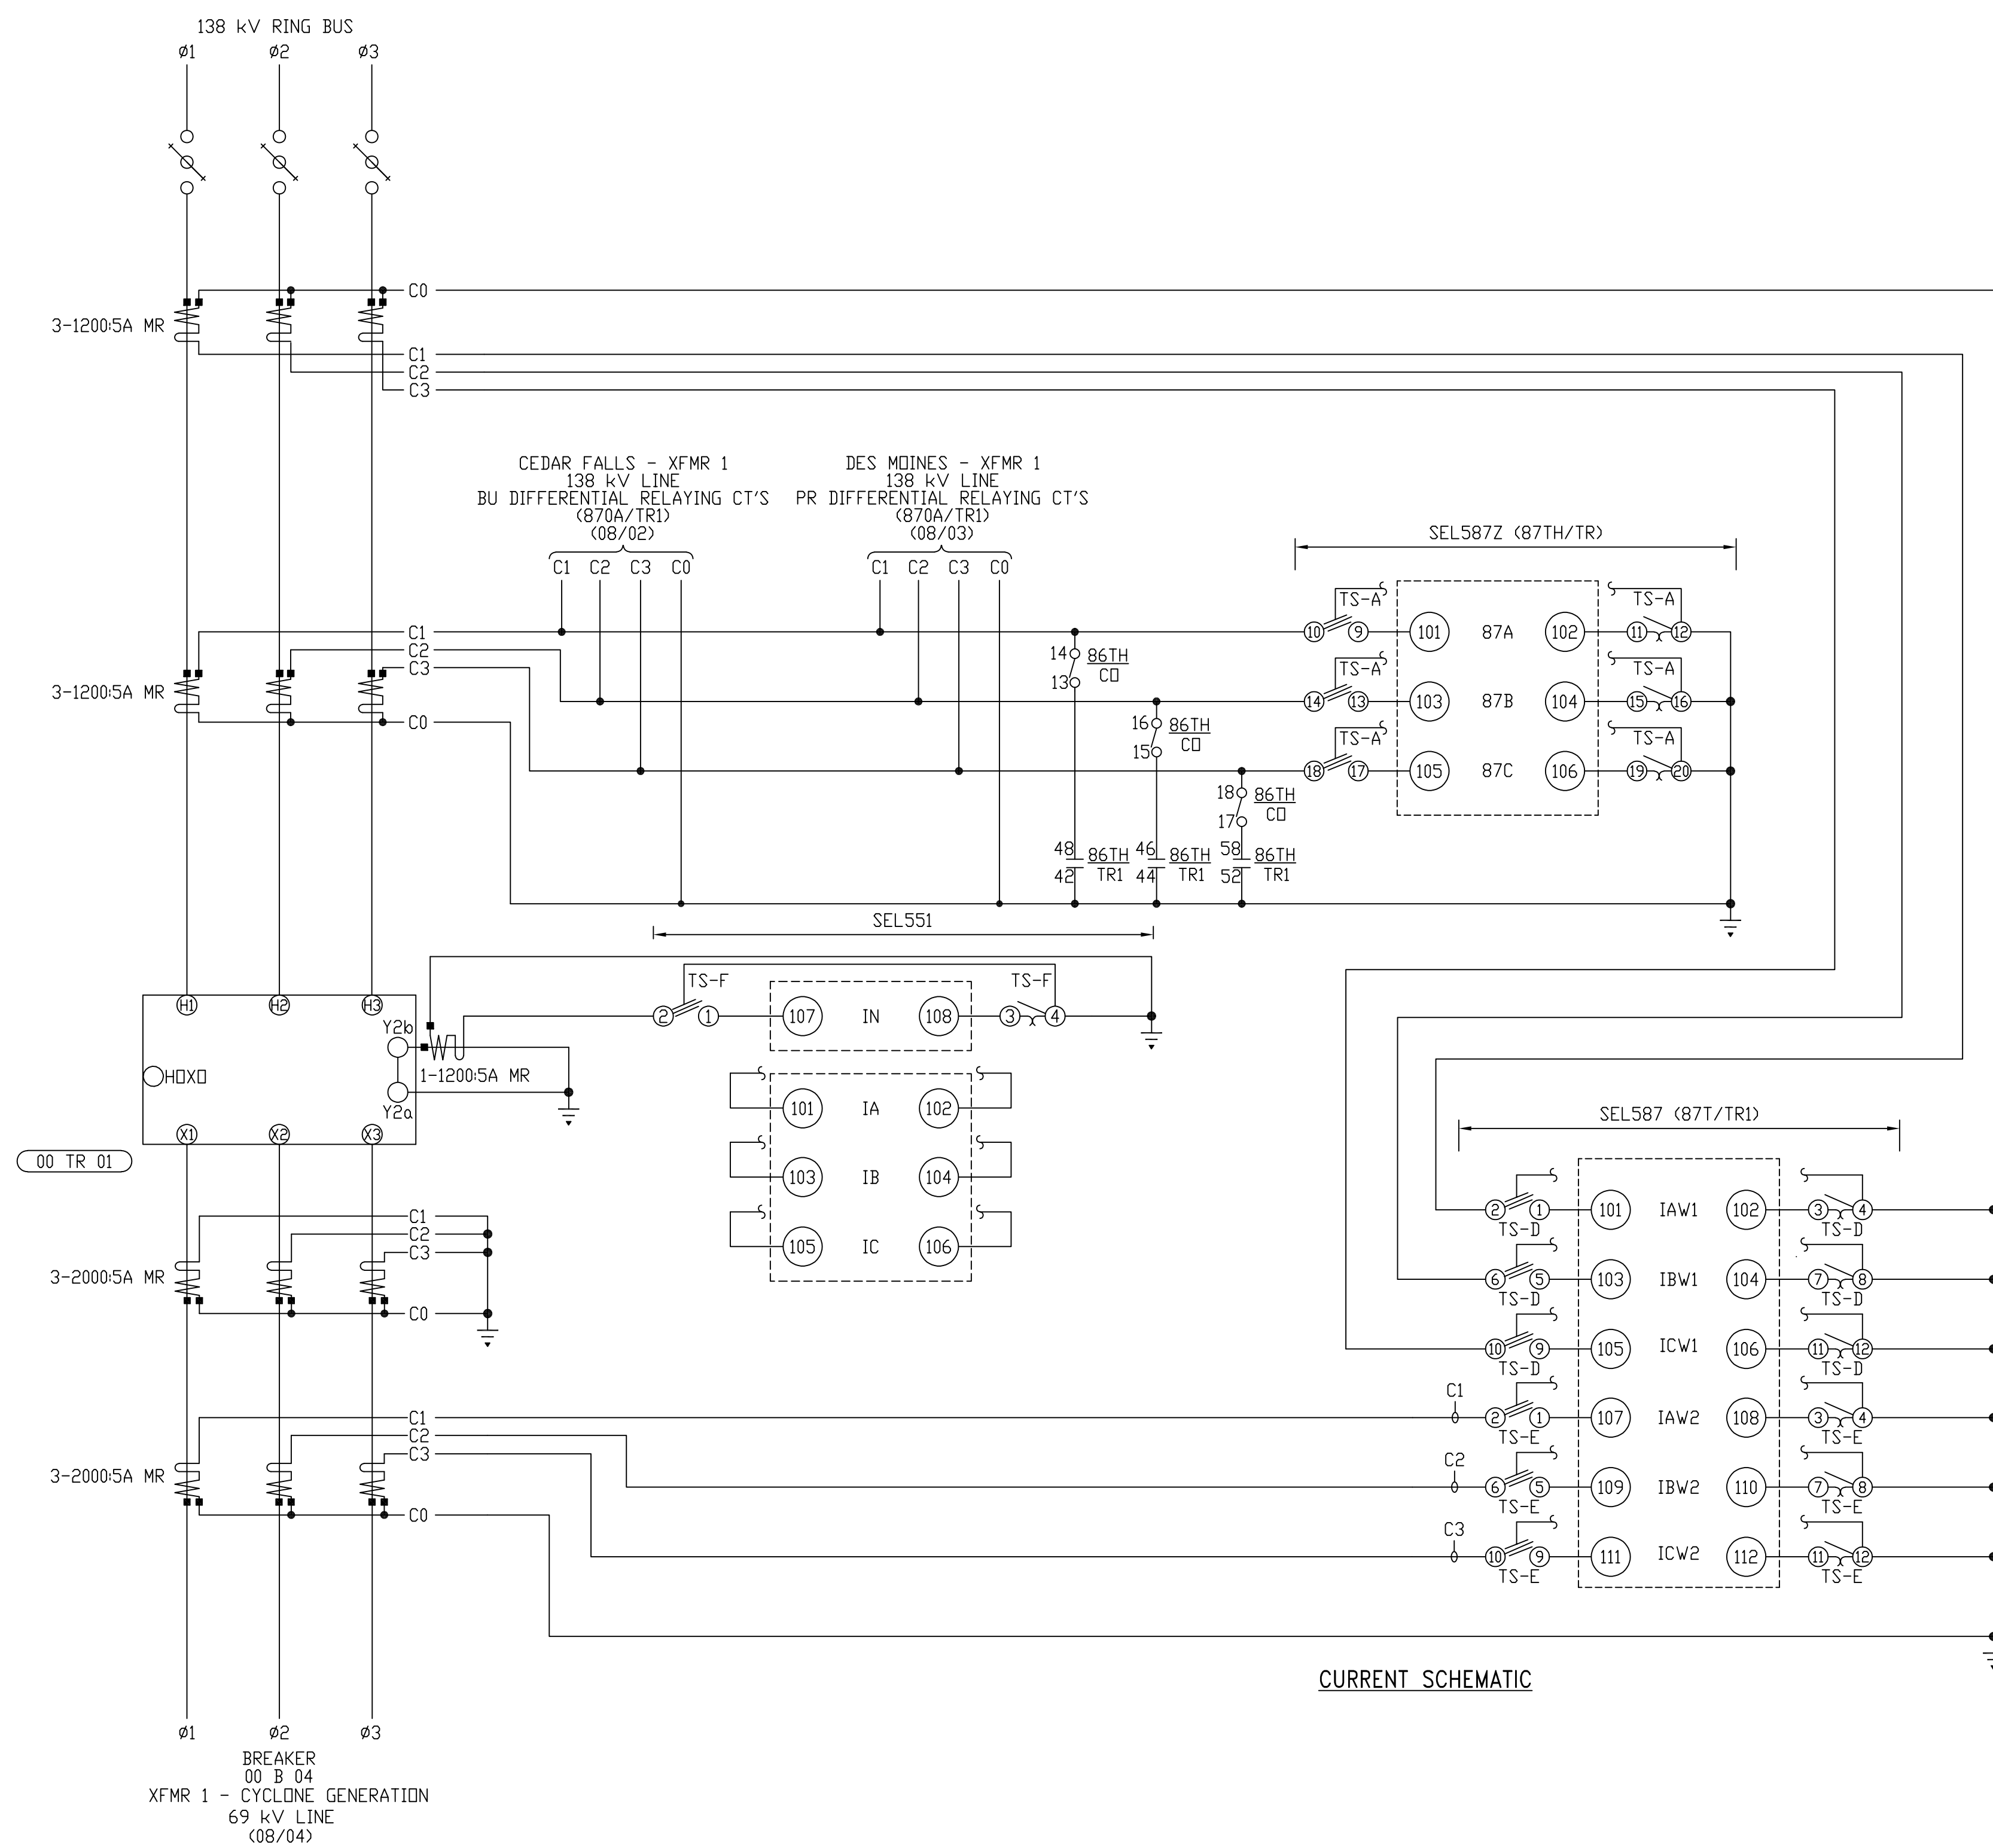 138 kV RING BUS
Ø1 Ø2 Ø3
C0
3-1200:5A MR
C1
C2
C3
CEDAR FALLS - XFMR 1
138 kV LINE
BU DIFFERENTIAL RELAYING CT'S
(870A/TR1)
(08/02)
C1 C2 C3 C0
DES MOINES - XFMR 1
138 kV LINE
PR DIFFERENTIAL RELAYING CT'S
(870A/TR1)
(08/03)
C1 C2 C3 C0
SEL587Z (87TH/TR)
TS-A TS-A
10 9 101 87A 102 11 12
TS-A TS-A
14 13 103 87B 104 15 16
TS-A TS-A
18 17 105 87C 106 19 20
C1
C2
C3
3-1200:5A MR
C0
14 86TH
13 CO
16 86TH
15 CO
18 86TH
17 CO
48 86TH
42 TR1
46 86TH
44 TR1
58 86TH
52 TR1
SEL551
TS-F TS-F
2 1 107 IN 108 3 4
101 IA 102
103 IB 104
105 IC 106
H1 H2 H3
Y2b
H0X0
1-1200:5A MR
Y2a
X1 X2 X3
00 TR 01
C1
C2
C3
3-2000:5A MR
C0
SEL587 (87T/TR1)
2 1 101 IAW1 102 3 4
TS-D TS-D
6 5 103 IBW1 104 7 8
TS-D TS-D
10 9 105 ICW1 106 11 12
TS-D TS-D
C1
2 1 107 IAW2 108 3 4
TS-E TS-E
C2
6 5 109 IBW2 110 7 8
TS-E TS-E
C3
10 9 111 ICW2 112 11 12
TS-E TS-E
C1
C2
C3
3-2000:5A MR
C0
CURRENT SCHEMATIC
Ø1 Ø2 Ø3
BREAKER
00 B 04
XFMR 1 - CYCLONE GENERATION
69 kV LINE
(08/04)